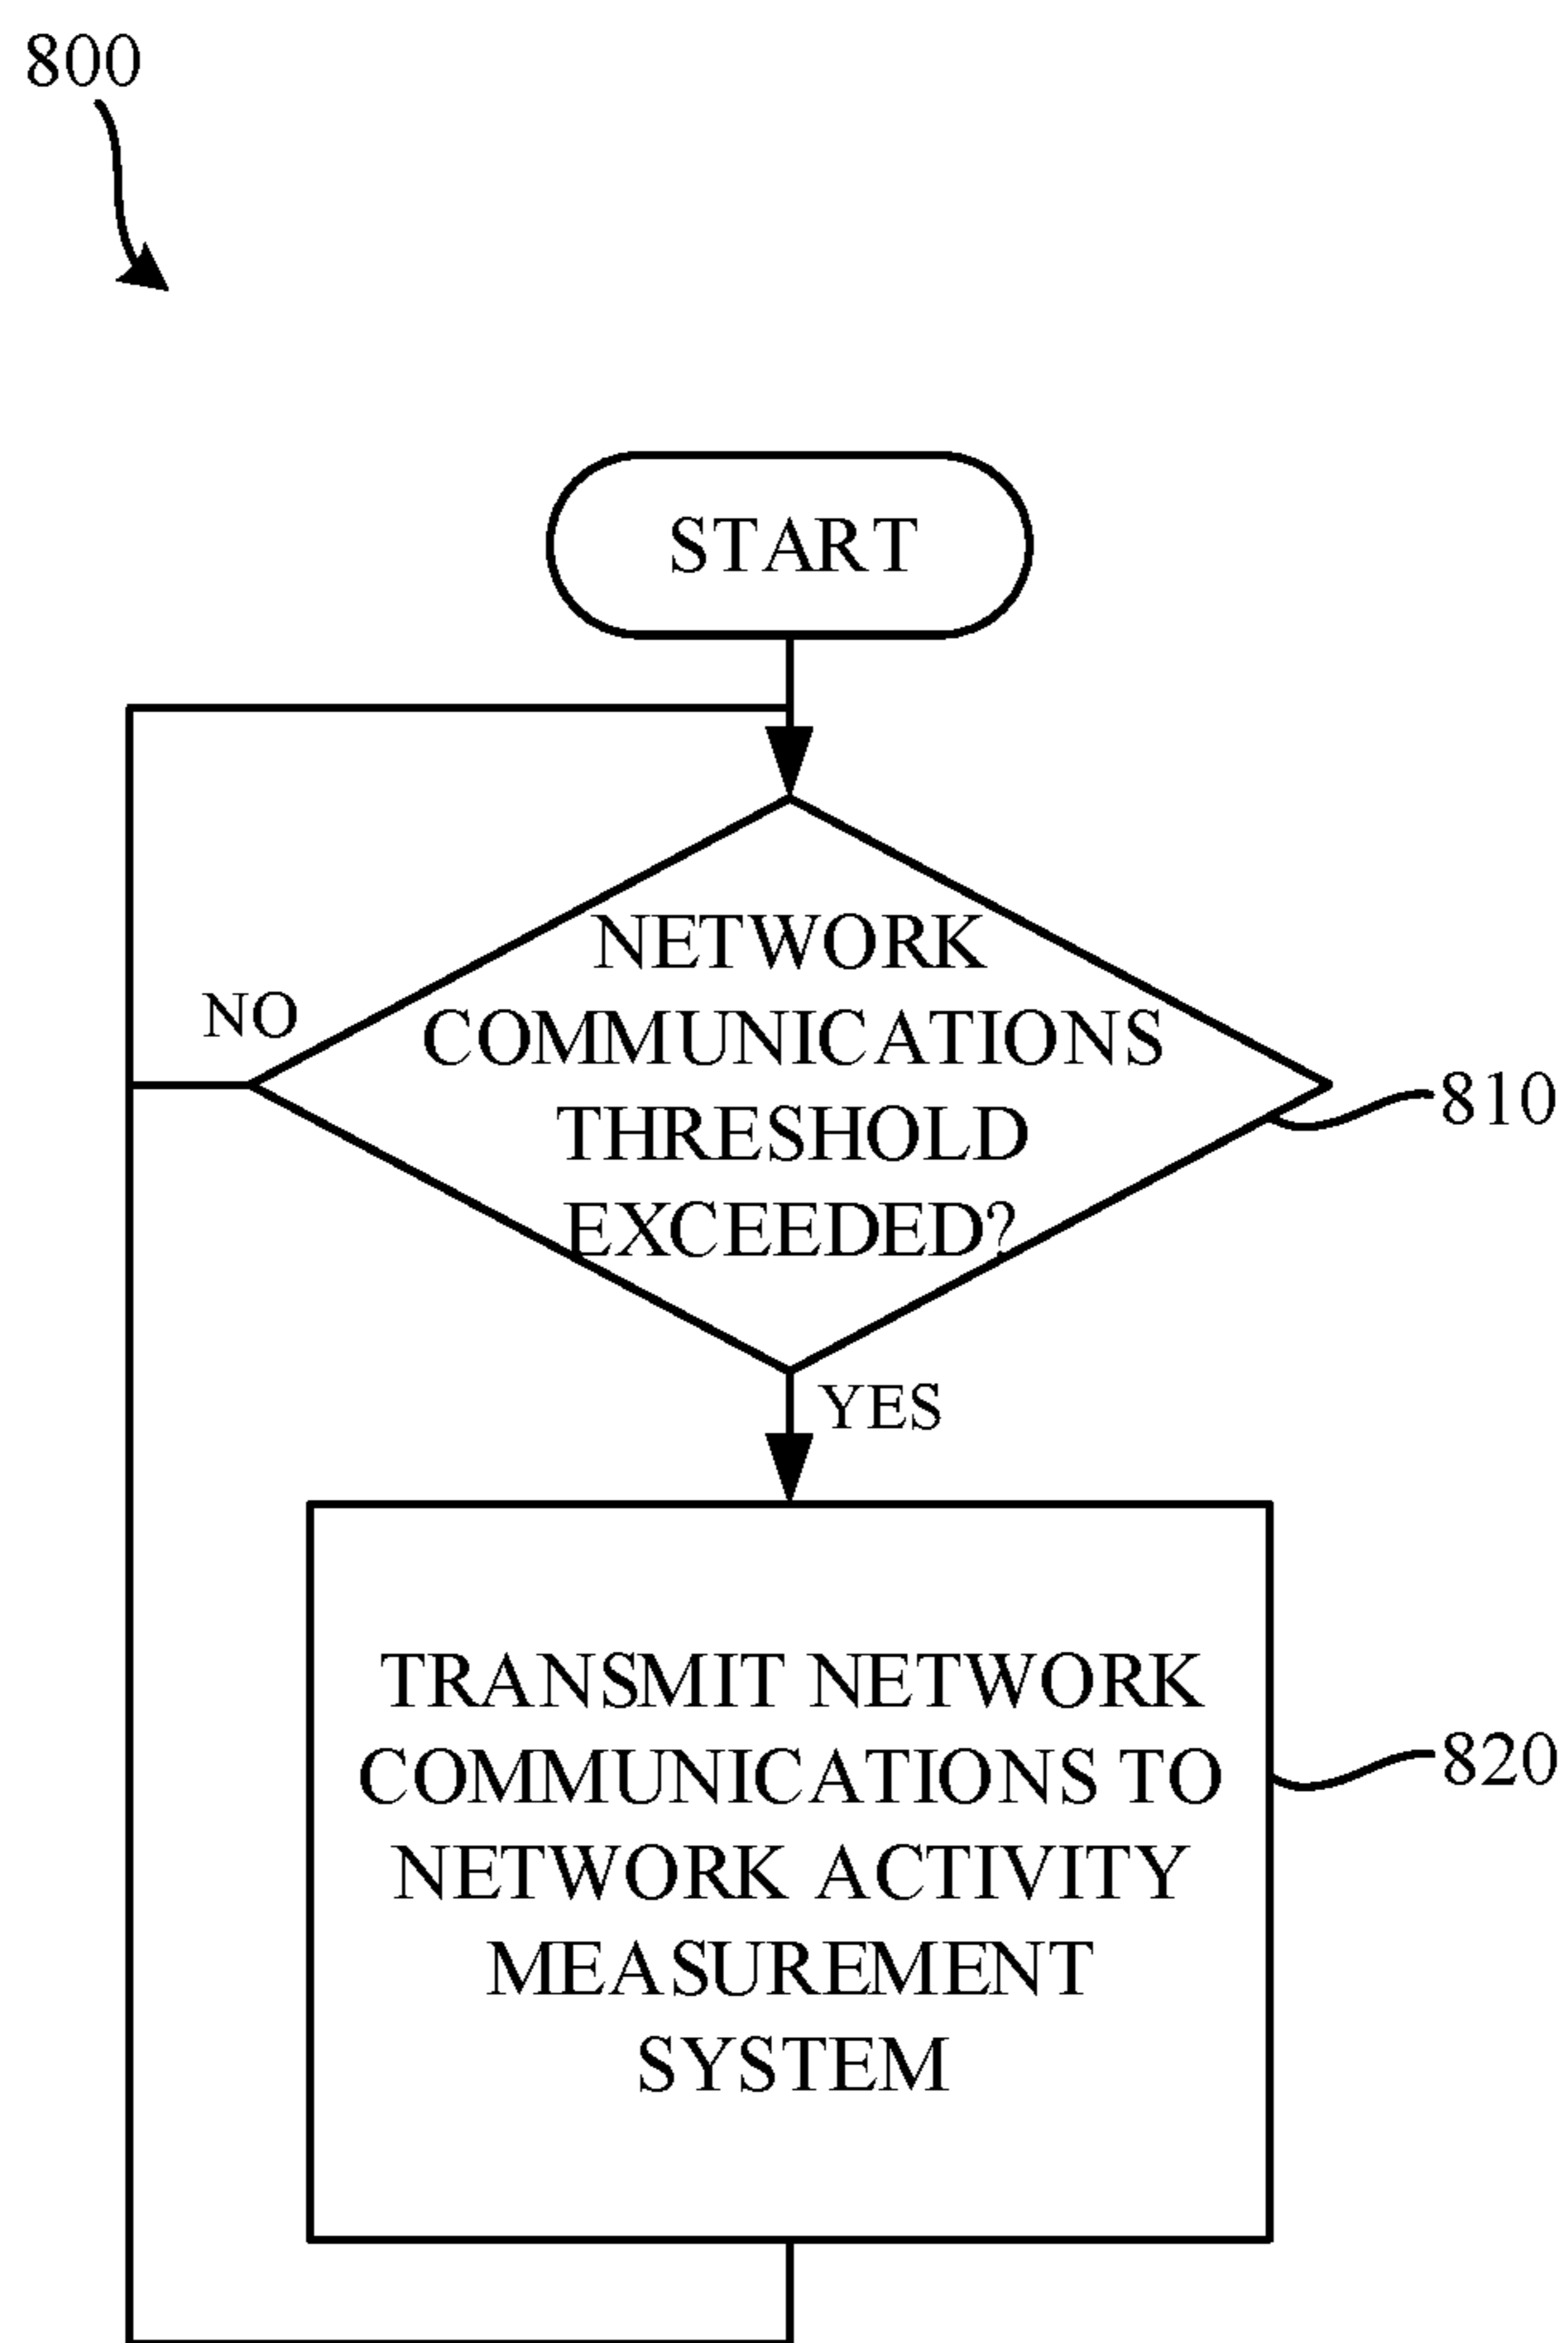 800
START
NETWORK
COMMUNICATIONS
THRESHOLD
EXCEEDED?
NO
810
YES
TRANSMIT NETWORK
COMMUNICATIONS TO
NETWORK ACTIVITY
MEASUREMENT
SYSTEM
820